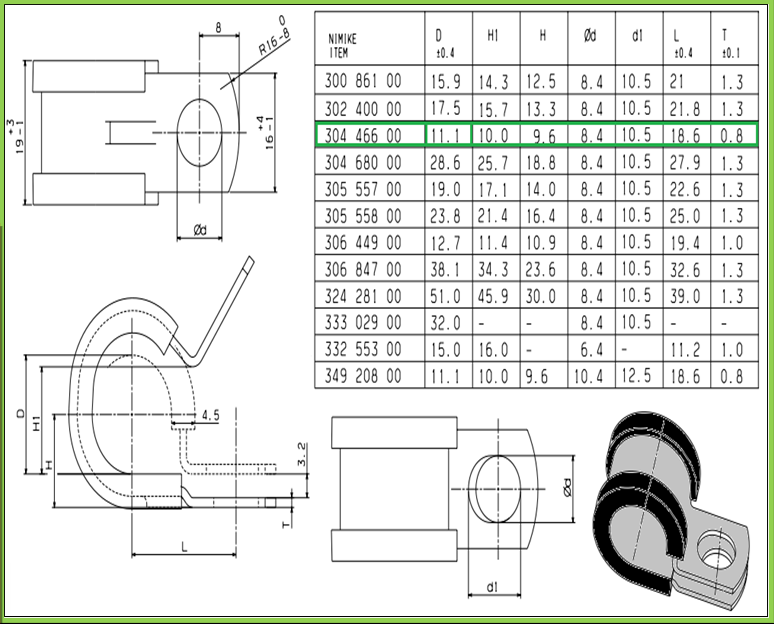 8
R16-8 0
19 +3 -1
16 +4 -1
Ød
NIMIKE ITEM D ±0.4 H1 H Ød d1 L ±0.4 T ±0.1
300 861 00 15.9 14.3 12.5 8.4 10.5 21 1.3
302 400 00 17.5 15.7 13.3 8.4 10.5 21.8 1.3
304 466 00 11.1 10.0 9.6 8.4 10.5 18.6 0.8
304 680 00 28.6 25.7 18.8 8.4 10.5 27.9 1.3
305 557 00 19.0 17.1 14.0 8.4 10.5 22.6 1.3
305 558 00 23.8 21.4 16.4 8.4 10.5 25.0 1.3
306 449 00 12.7 11.4 10.9 8.4 10.5 19.4 1.0
306 847 00 38.1 34.3 23.6 8.4 10.5 32.6 1.3
324 281 00 51.0 45.9 30.0 8.4 10.5 39.0 1.3
333 029 00 32.0 - - 8.4 10.5 - -
332 553 00 15.0 16.0 - 6.4 - 11.2 1.0
349 208 00 11.1 10.0 9.6 10.4 12.5 18.6 0.8
D
H1
H
4.5
3.2
T
L
Ød
d1